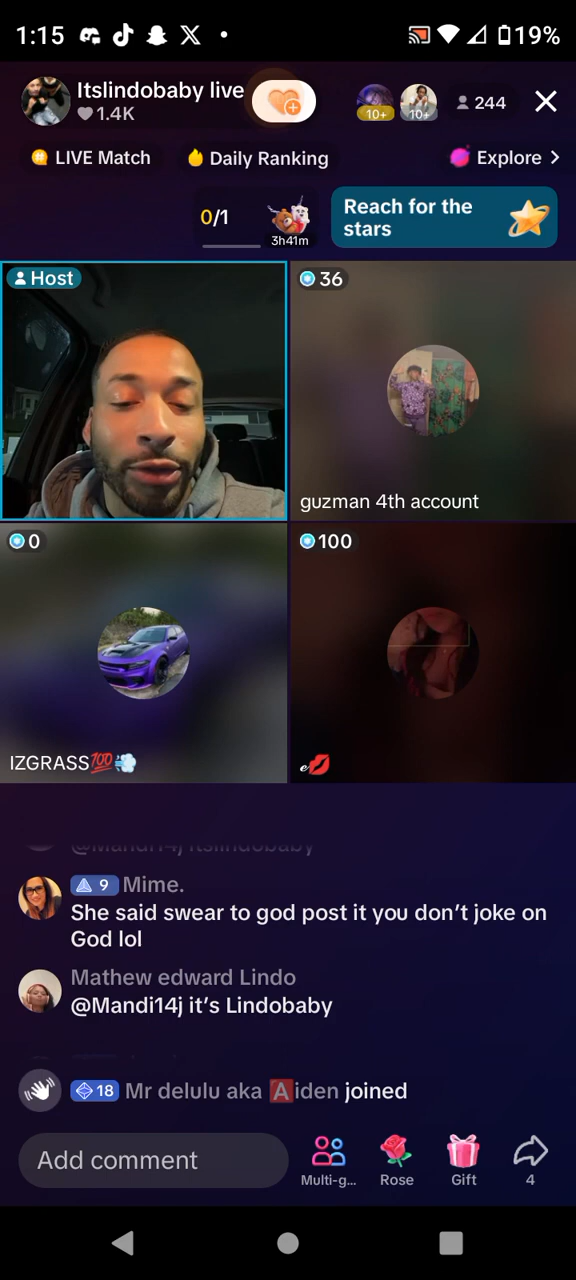 1:15
19%
Itslindobaby live
1.4K
10+
10+
244
LIVE Match
Daily Ranking
Explore
0/1
3h41m
Reach for the
stars
Host
36
guzman 4th account
0
IZGRASS💯💨
100
e💋
@Mandi14j itslindobaby
9 Mime.
She said swear to god post it you don’t joke on
God lol
Mathew edward Lindo
@Mandi14j it’s Lindobaby
18 Mr delulu aka 🅰️iden joined
Add comment
Multi-g...
Rose
Gift
4